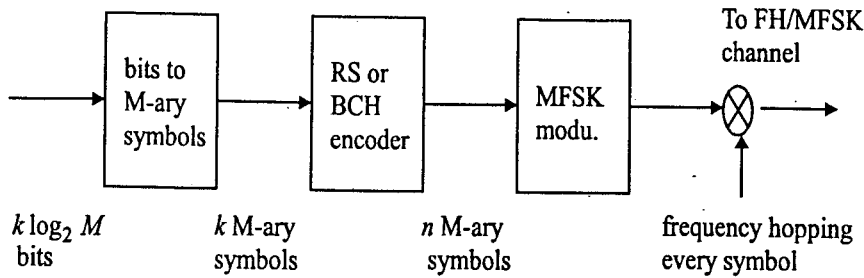 To FH/MFSK
channel
bits to
M-ary
symbols
RS or
BCH
encoder
MFSK
modu.
k log₂ M
bits
k M-ary
symbols
n M-ary
symbols
frequency hopping
every symbol